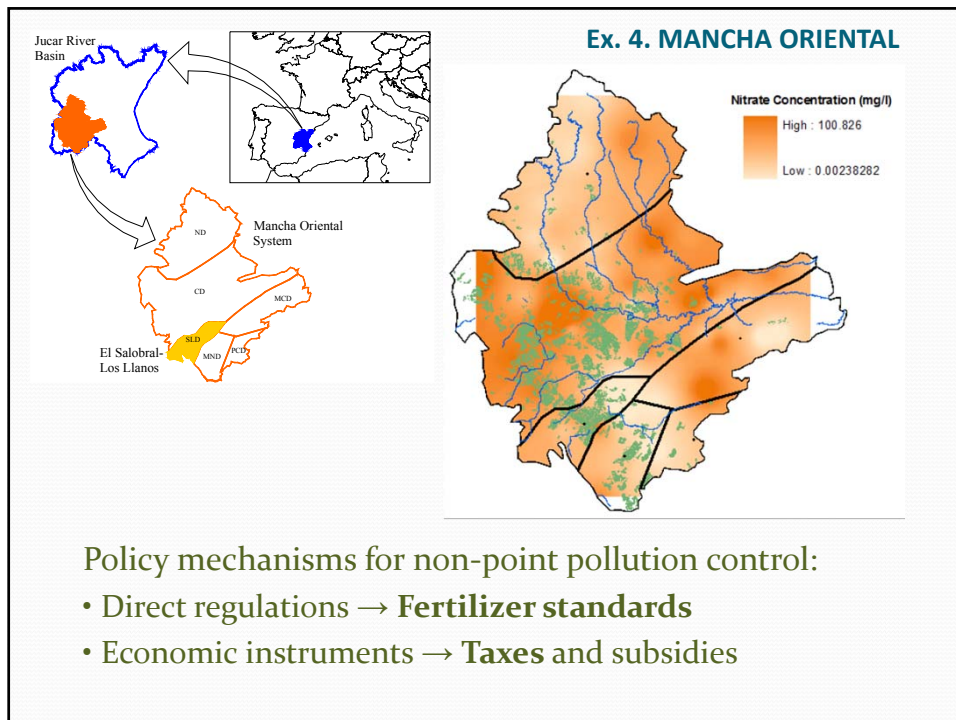 Ex. 4. MANCHA ORIENTAL
Jucar River
Basin
Mancha Oriental
System
ND
CD
MCD
SLD
MND
PCD
El Salobral-
Los Llanos
Nitrate Concentration (mg/l)
High : 100.826
Low : 0.00238282
Policy mechanisms for non-point pollution control:
• Direct regulations → Fertilizer standards
• Economic instruments → Taxes and subsidies